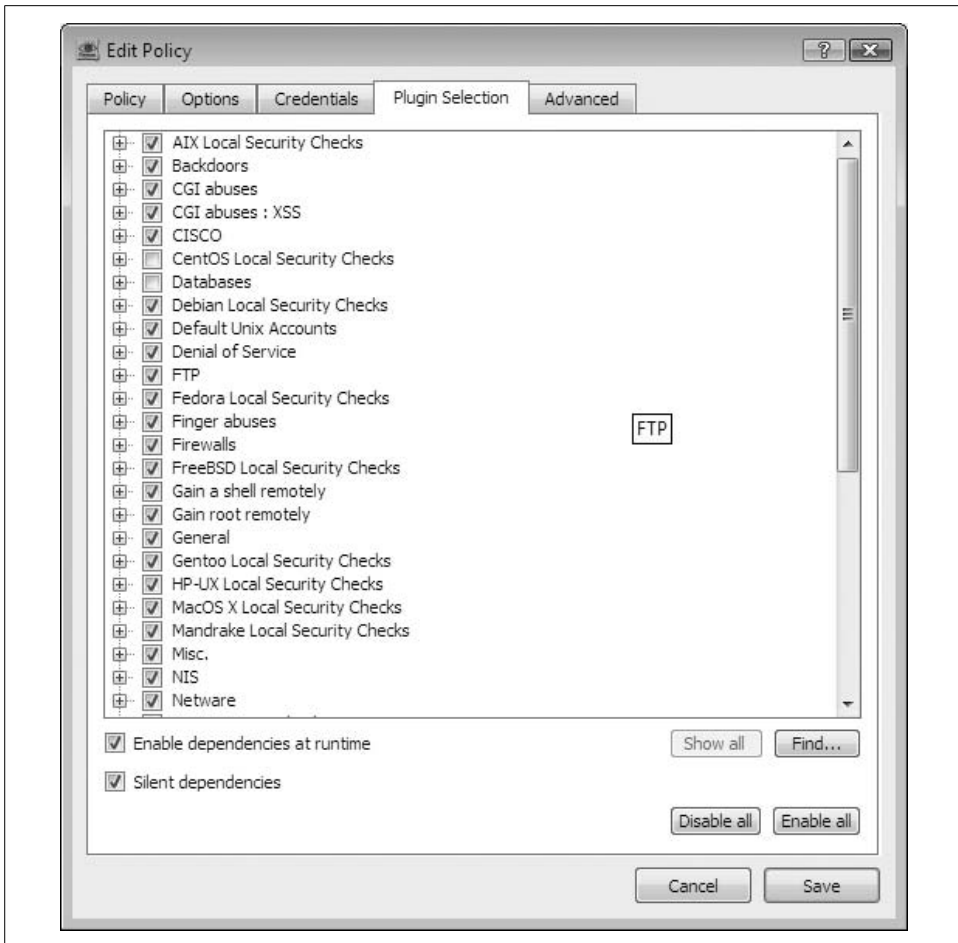 Edit Policy
Policy Options Credentials Plugin Selection Advanced
AIX Local Security Checks
Backdoors
CGI abuses
CGI abuses : XSS
CISCO
CentOS Local Security Checks
Databases
Debian Local Security Checks
Default Unix Accounts
Denial of Service
FTP
Fedora Local Security Checks
Finger abuses
FTP
Firewalls
FreeBSD Local Security Checks
Gain a shell remotely
Gain root remotely
General
Gentoo Local Security Checks
HP-UX Local Security Checks
MacOS X Local Security Checks
Mandrake Local Security Checks
Misc.
NIS
Netware
Enable dependencies at runtime Show all Find...
Silent dependencies
Disable all Enable all
Cancel Save